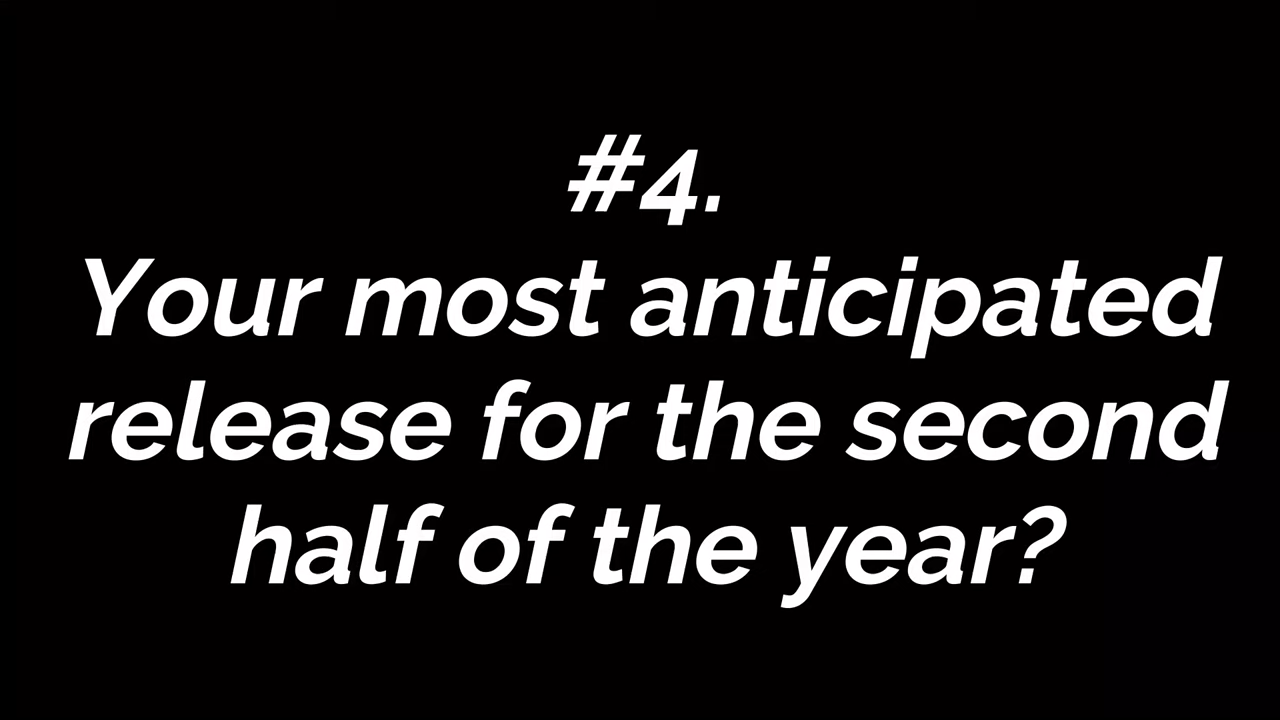 #4.
Your most anticipated
release for the second
half of the year?